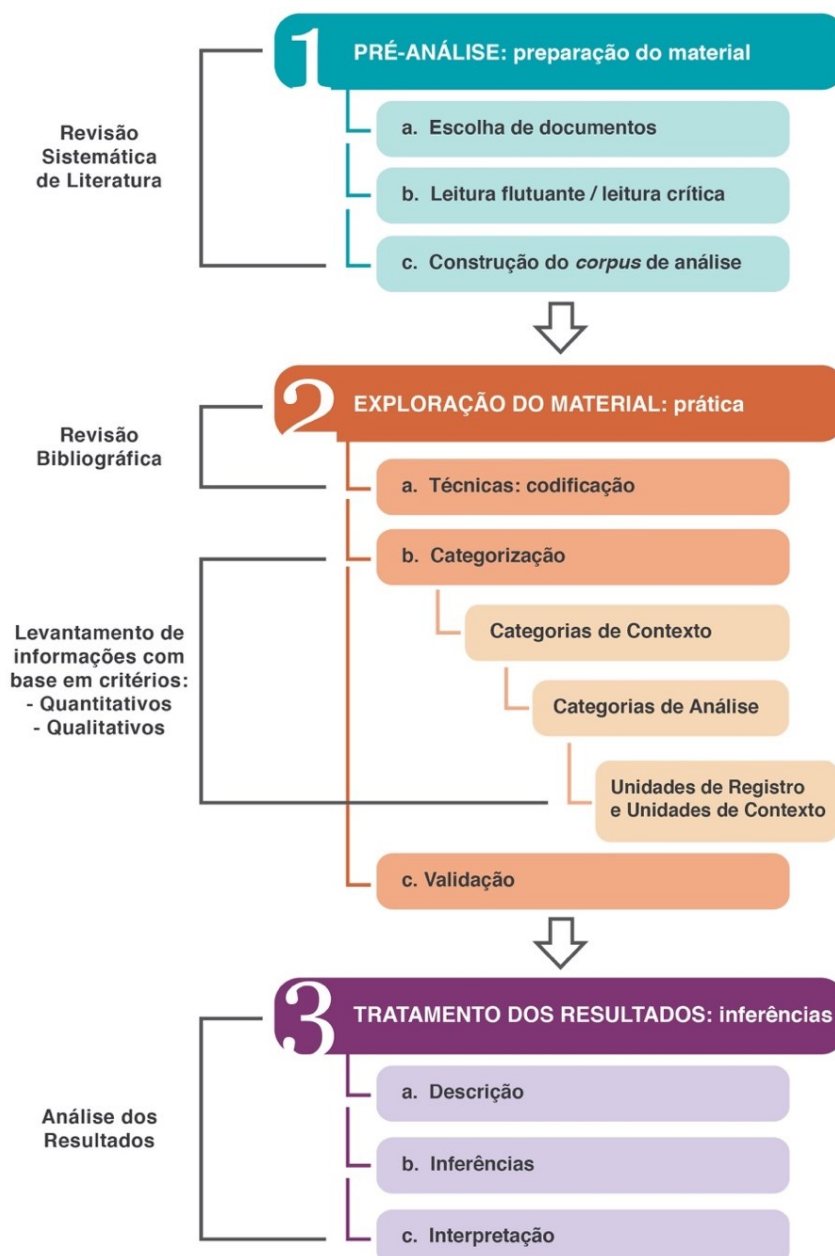 1 PRÉ-ANÁLISE: preparação do material
Revisão
Sistemática
de Literatura
a. Escolha de documentos
b. Leitura flutuante / leitura crítica
c. Construção do corpus de análise
2 EXPLORAÇÃO DO MATERIAL: prática
Revisão
Bibliográfica
a. Técnicas: codificação
b. Categorização
Levantamento de
informações com
base em critérios:
- Quantitativos
- Qualitativos
Categorias de Contexto
Categorias de Análise
Unidades de Registro
e Unidades de Contexto
c. Validação
3 TRATAMENTO DOS RESULTADOS: inferências
Análise dos
Resultados
a. Descrição
b. Inferências
c. Interpretação